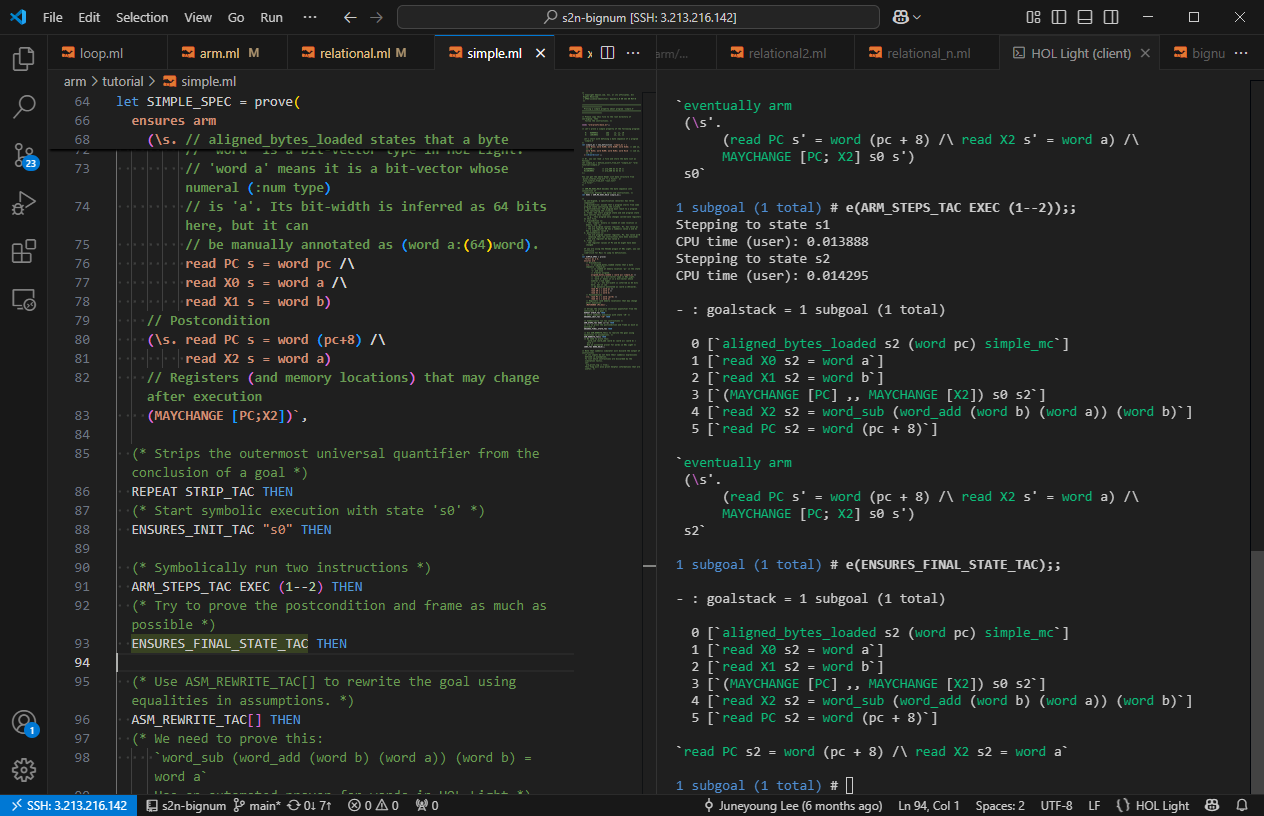 File Edit Selection View Go Run ··· s2n-bignum [SSH: 3.213.216.142]
loop.ml arm.ml M relational.ml M simple.ml x ··· arm/... relational2.ml relational_n.ml HOL Light (client) bignu ···
arm > tutorial > simple.ml
64 let SIMPLE_SPEC = prove(
66 ensures arm
68 (\s. // aligned_bytes_loaded states that a byte
72 // 'word' is a bit-vector type in HOL Light.
73 // 'word a' means it is a bit-vector whose
numeral (:num type)
74 // is 'a'. Its bit-width is inferred as 64 bits
here, but it can
75 // be manually annotated as (word a:(64)word).
76 read PC s = word pc /\
77 read X0 s = word a /\
78 read X1 s = word b)
79 // Postcondition
80 (\s. read PC s = word (pc+8) /\
81 read X2 s = word a)
82 // Registers (and memory locations) that may change
after execution
83 (MAYCHANGE [PC;X2])`,
84
85 (* Strips the outermost universal quantifier from the
conclusion of a goal *)
86 REPEAT STRIP_TAC THEN
87 (* Start symbolic execution with state 's0' *)
88 ENSURES_INIT_TAC "s0" THEN
89
90 (* Symbolically run two instructions *)
91 ARM_STEPS_TAC EXEC (1--2) THEN
92 (* Try to prove the postcondition and frame as much as
possible *)
93 ENSURES_FINAL_STATE_TAC THEN
94
95 (* Use ASM_REWRITE_TAC[] to rewrite the goal using
equalities in assumptions. *)
96 ASM_REWRITE_TAC[] THEN
97 (* We need to prove this:
98 `word_sub (word_add (word b) (word a)) (word b) =
word a`
99 Use an automated prover for words in HOL Light *)
`eventually arm
(\s'.
(read PC s' = word (pc + 8) /\ read X2 s' = word a) /\
MAYCHANGE [PC; X2] s0 s')
s0`
1 subgoal (1 total) # e(ARM_STEPS_TAC EXEC (1--2));;
Stepping to state s1
CPU time (user): 0.013888
Stepping to state s2
CPU time (user): 0.014295
- : goalstack = 1 subgoal (1 total)
0 [`aligned_bytes_loaded s2 (word pc) simple_mc`]
1 [`read X0 s2 = word a`]
2 [`read X1 s2 = word b`]
3 [`(MAYCHANGE [PC] ,, MAYCHANGE [X2]) s0 s2`]
4 [`read X2 s2 = word_sub (word_add (word b) (word a)) (word b)`]
5 [`read PC s2 = word (pc + 8)`]
`eventually arm
(\s'.
(read PC s' = word (pc + 8) /\ read X2 s' = word a) /\
MAYCHANGE [PC; X2] s0 s')
s2`
1 subgoal (1 total) # e(ENSURES_FINAL_STATE_TAC);;
- : goalstack = 1 subgoal (1 total)
0 [`aligned_bytes_loaded s2 (word pc) simple_mc`]
1 [`read X0 s2 = word a`]
2 [`read X1 s2 = word b`]
3 [`(MAYCHANGE [PC] ,, MAYCHANGE [X2]) s0 s2`]
4 [`read X2 s2 = word_sub (word_add (word b) (word a)) (word b)`]
5 [`read PC s2 = word (pc + 8)`]
`read PC s2 = word (pc + 8) /\ read X2 s2 = word a`
1 subgoal (1 total) #
23
1
SSH: 3.213.216.142 s2n-bignum main* 0↓ 7↑ 0 0 0 Juneyoung Lee (6 months ago) Ln 94, Col 1 Spaces: 2 UTF-8 LF {} HOL Light